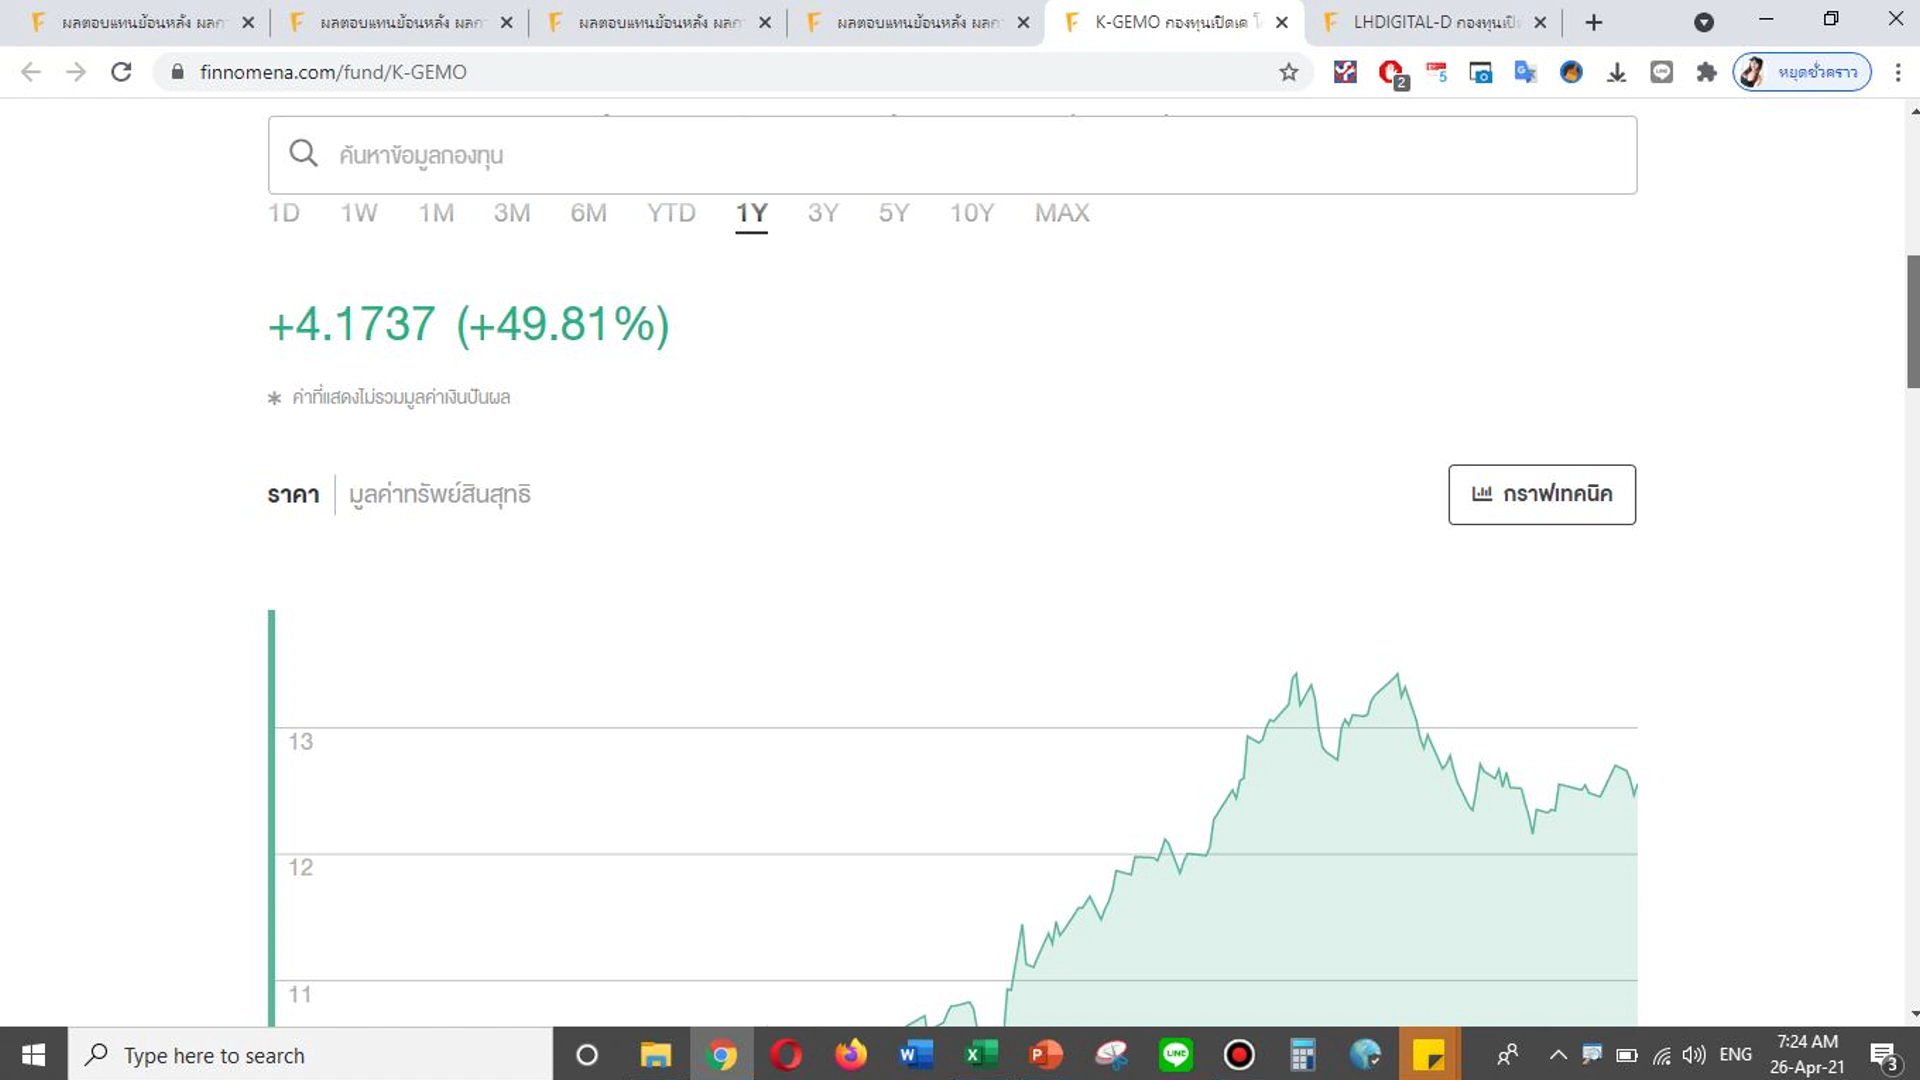 ผลตอบแทนย้อนหลัง ผลก
ผลตอบแทนย้อนหลัง ผลก
ผลตอบแทนย้อนหลัง ผลก
ผลตอบแทนย้อนหลัง ผลก
K-GEMO กองทุนเปิดเค โ
LHDIGITAL-D กองทุนเปิ
finnomena.com/fund/K-GEMO
2
5
หยุดชั่วคราว
ค้นหาข้อมูลกองทุน
1D 1W 1M 3M 6M YTD 1Y 3Y 5Y 10Y MAX
+4.1737 (+49.81%)
* ค่าที่แสดงไม่รวมมูลค่าเงินปันผล
ราคา มูลค่าทรัพย์สินสุทธิ
กราฟเทคนิค
13
12
11
Type here to search
LINE
ENG
7:24 AM
26-Apr-21
3